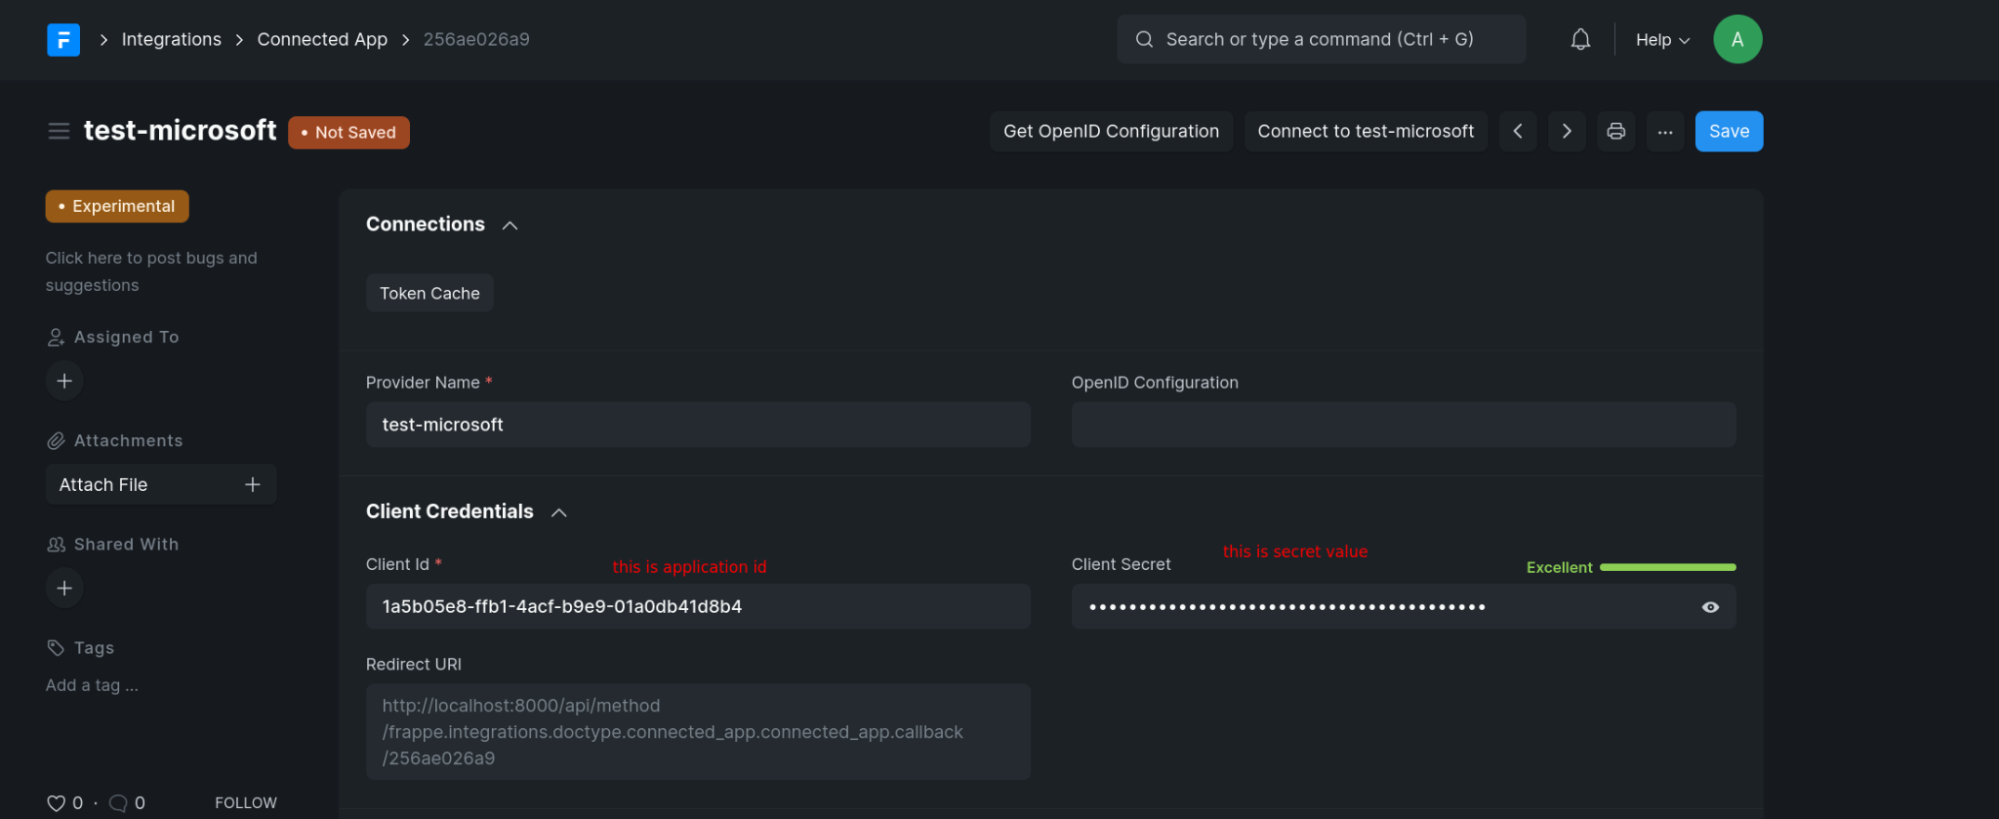 Integrations > Connected App > 256ae026a9
Search or type a command (Ctrl + G)
Help
A
test-microsoft
• Not Saved
Get OpenID Configuration
Connect to test-microsoft
...
Save
• Experimental
Click here to post bugs and
suggestions
Assigned To
Attachments
Attach File
Shared With
Tags
Add a tag ...
0 · 0
FOLLOW
Connections
Token Cache
Provider Name *
test-microsoft
OpenID Configuration
Client Credentials
Client Id *
this is application id
1a5b05e8-ffb1-4acf-b9e9-01a0db41d8b4
Client Secret
this is secret value
Excellent
••••••••••••••••••••••••••••••••••••••••
Redirect URI
http://localhost:8000/api/method
/frappe.integrations.doctype.connected_app.connected_app.callback
/256ae026a9